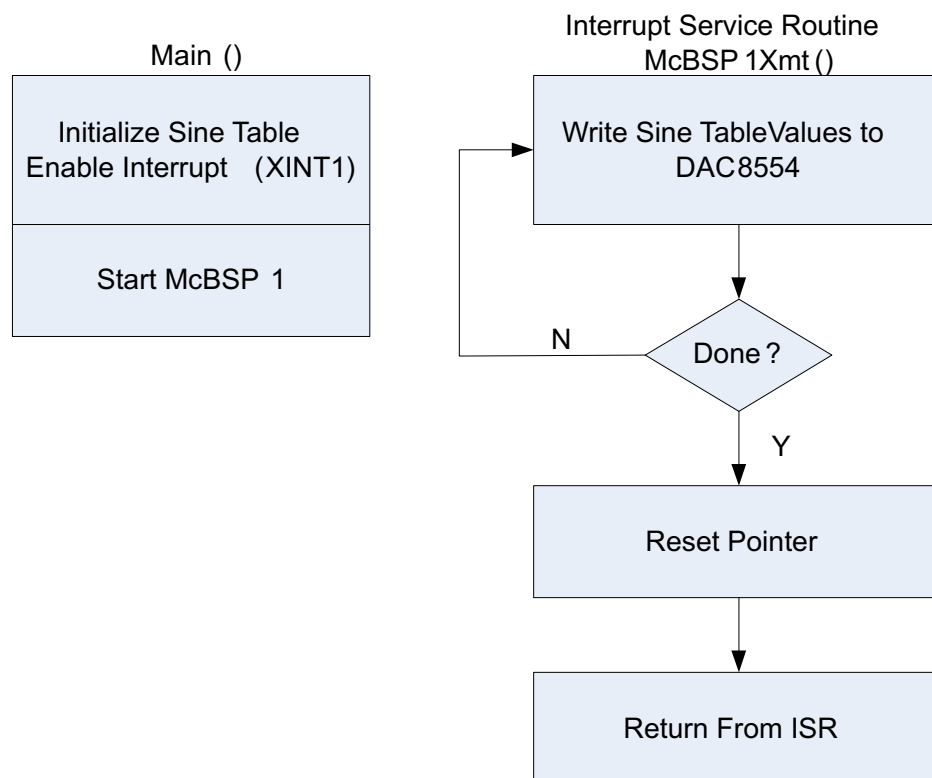 Main ()
Initialize Sine Table
Enable Interrupt (XINT1)
Start McBSP 1
Interrupt Service Routine
McBSP 1Xmt ()
Write Sine TableValues to
DAC8554
Done ?
N
Y
Reset Pointer
Return From ISR